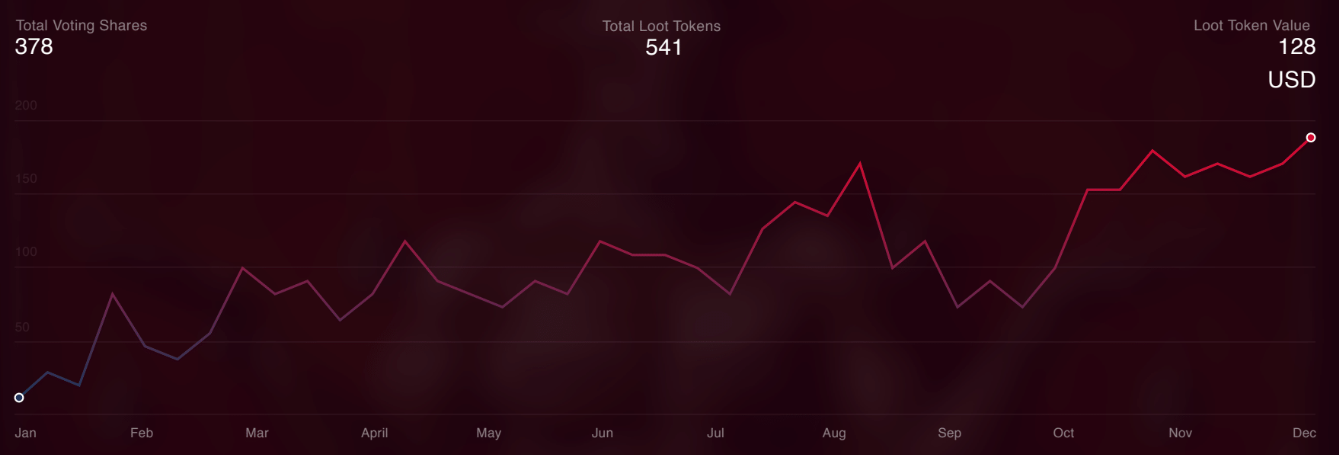 Total Voting Shares
378
Total Loot Tokens
541
Loot Token Value
128
USD
200
150
100
50
Jan Feb Mar April May Jun Jul Aug Sep Oct Nov Dec